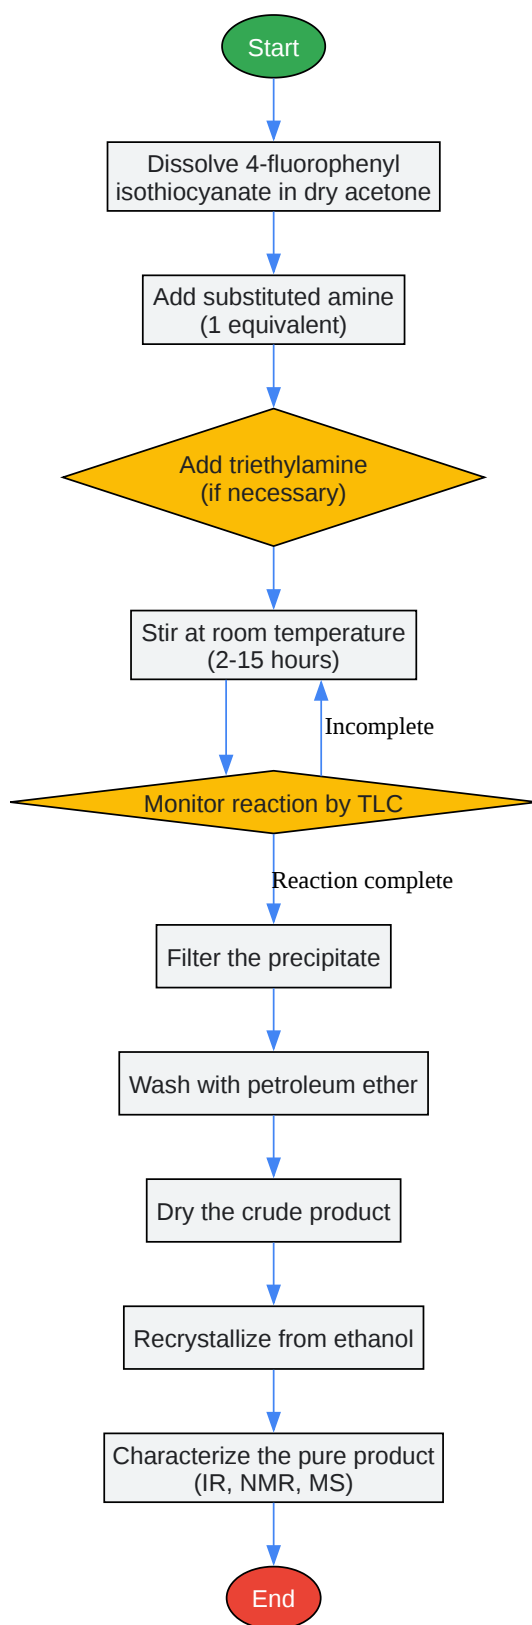 Start
Dissolve 4-fluorophenyl
isothiocyanate in dry acetone
Add substituted amine
(1 equivalent)
Add triethylamine
(if necessary)
Stir at room temperature
(2-15 hours)
Incomplete
Monitor reaction by TLC
Reaction complete
Filter the precipitate
Wash with petroleum ether
Dry the crude product
Recrystallize from ethanol
Characterize the pure product
(IR, NMR, MS)
End